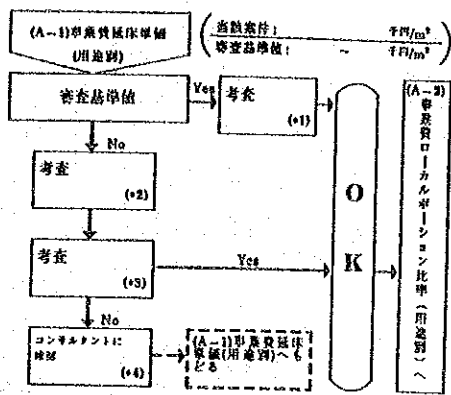 (A-1)事業費延床単価
(用途別)
当該案件: 千円/m²
審査基準値: ~ 千円/m²
審査基準値
Yes
考査
(*1)
No
考査
(*2)
考査
(*3)
Yes
No
コンサルタントに
確認
(*4)
(A-1)事業費延床
単価(用途別)へも
どる
OK
(A-2)
事業費ローカルポーション比率(用途別)へ